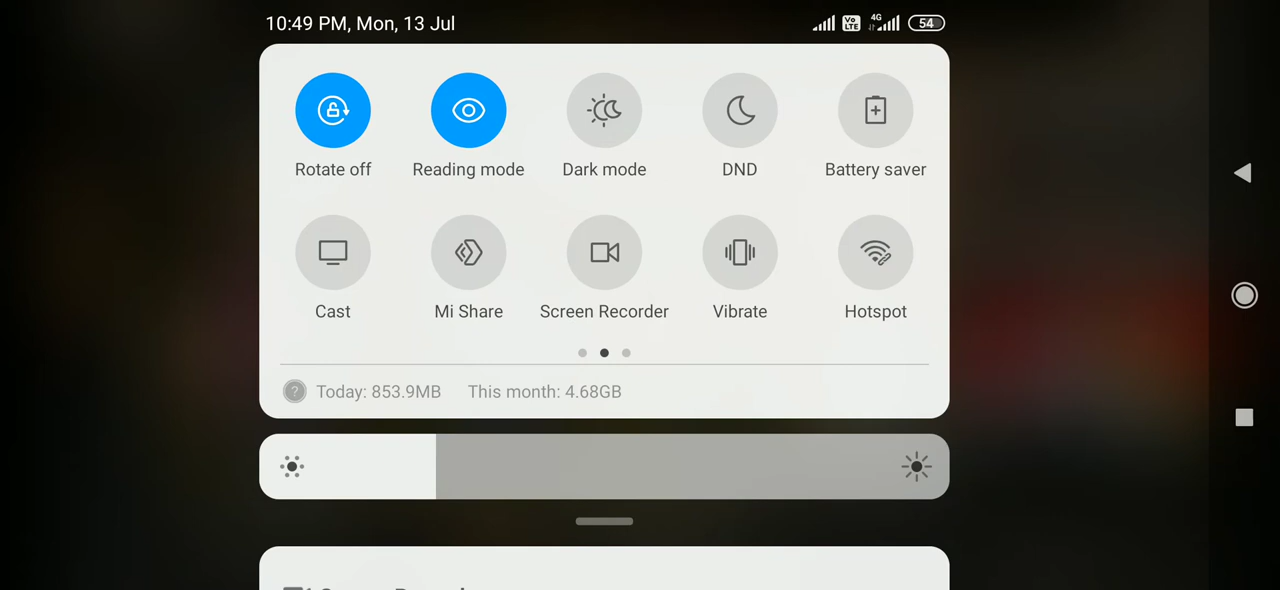 10:49 PM, Mon, 13 Jul
Vo LTE 4G 54
Rotate off Reading mode Dark mode DND Battery saver
Cast Mi Share Screen Recorder Vibrate Hotspot
? Today: 853.9MB This month: 4.68GB